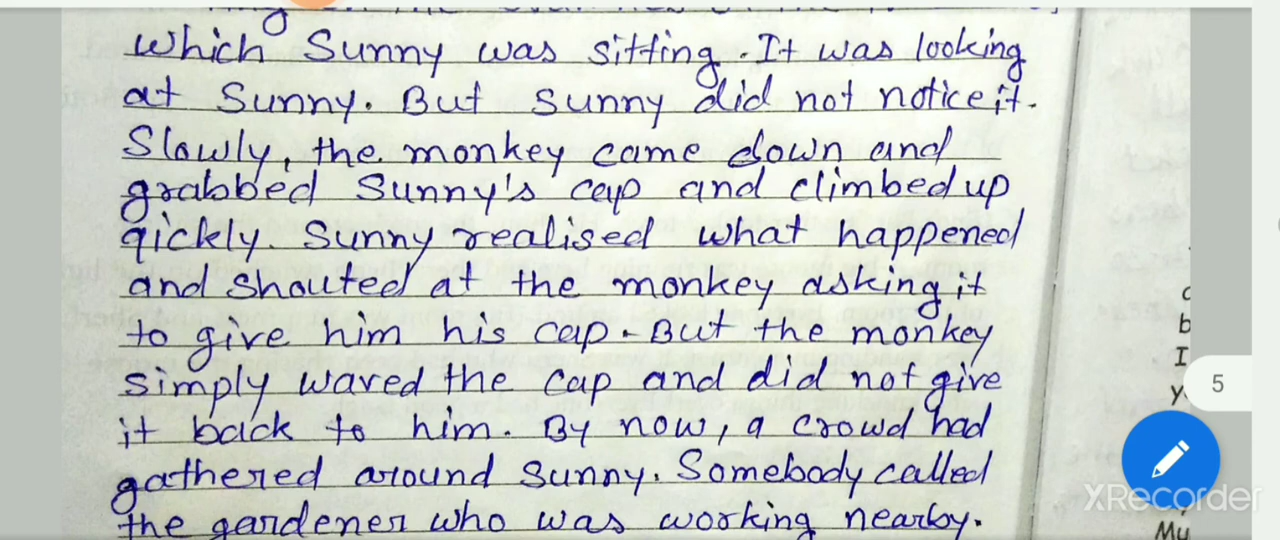 which Sunny was sitting. It was looking
at Sunny. But Sunny did not notice it.
Slowly, the monkey came down and
grabbed Sunny's cap and climbed up
qickly. Sunny realised what happened
and shouted at the monkey asking it
to give him his cap. But the monkey
simply waved the cap and did not give
it back to him. By now, a crowd had
gathered around Sunny. Somebody called
the gardener who was working nearby.
b
I
y
5
XRecorder
My